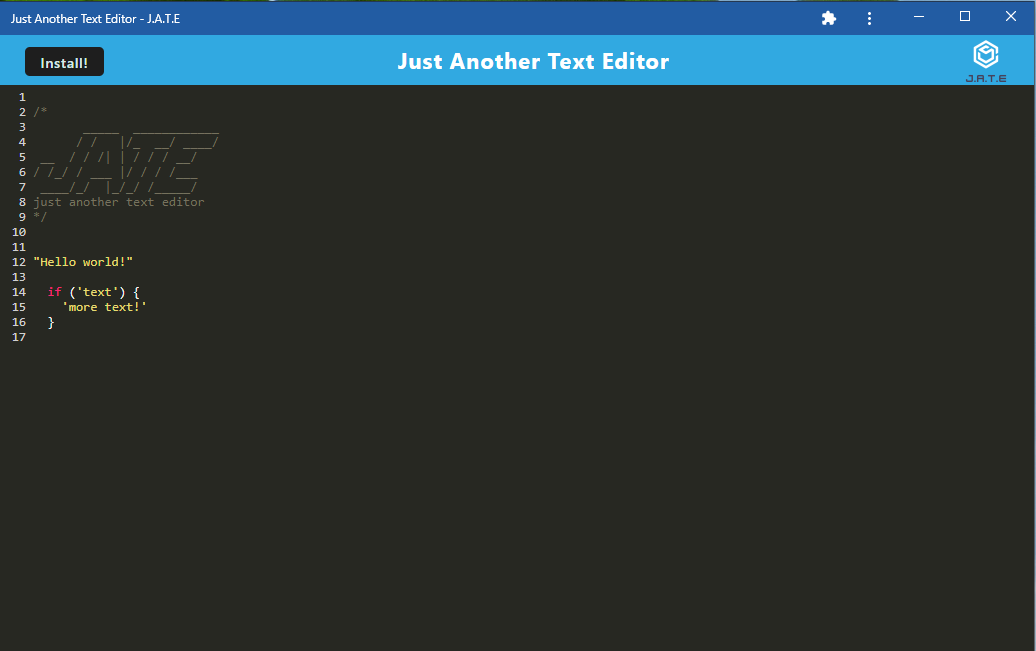 Just Another Text Editor - J.A.T.E
Install!
Just Another Text Editor
J.A.T.E
1
2 /*
3        _____  ____________
4       / /   |/_  __/ ____/
5  __  / / /| | / / / __/
6 / /_/ / ___ |/ / / /___
7  ____/_/  |_/_/ /_____/
8 just another text editor
9 */
10
11
12 "Hello world!"
13
14   if ('text') {
15     'more text!'
16   }
17